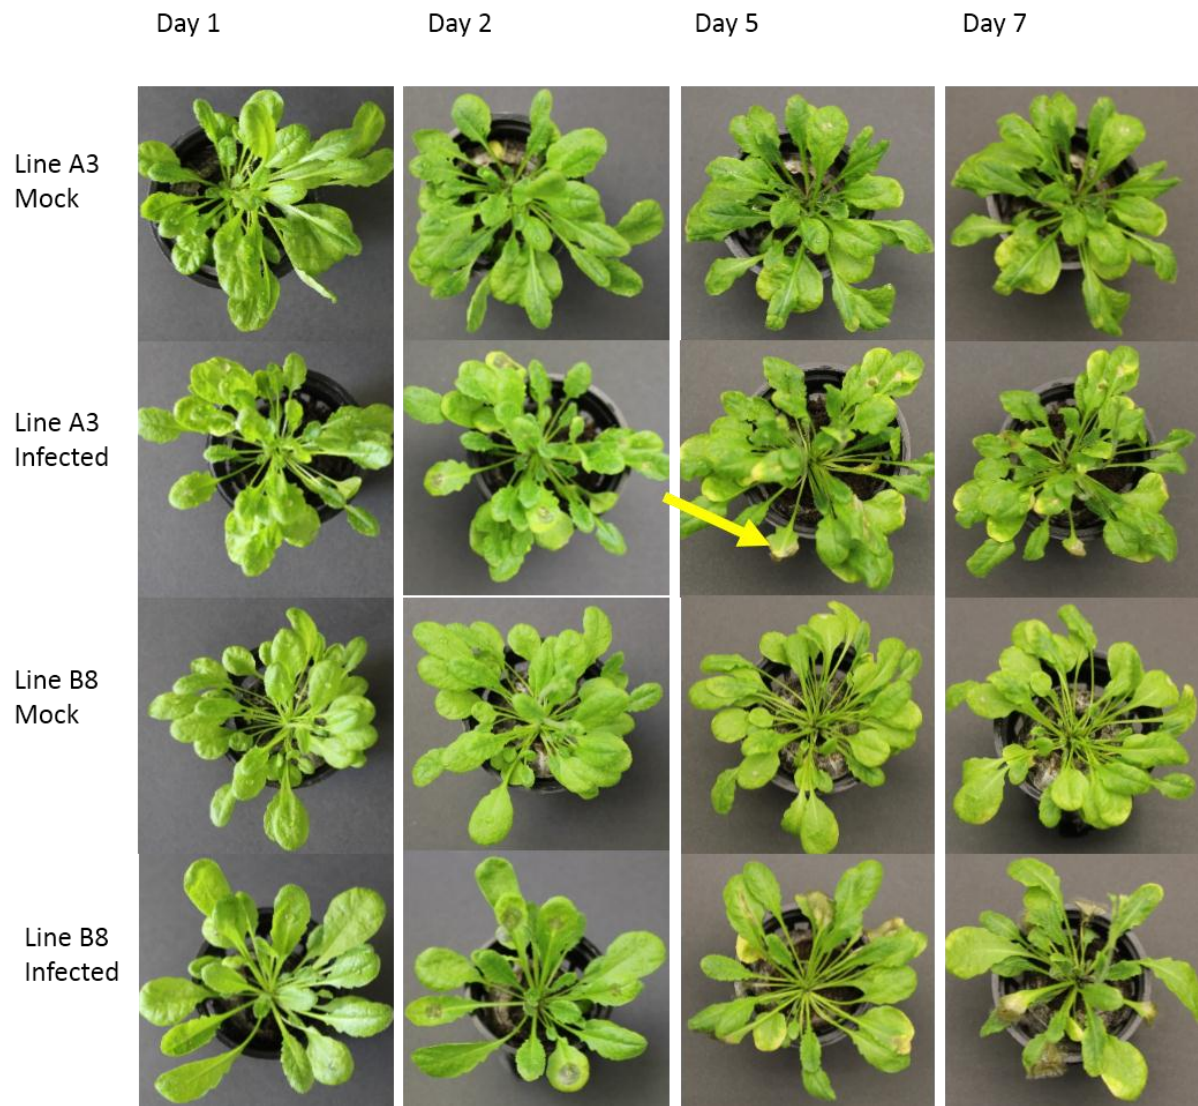 Day 1
Day 2
Day 5
Day 7
Line A3
Mock
Line A3
Infected
Line B8
Mock
Line B8
Infected